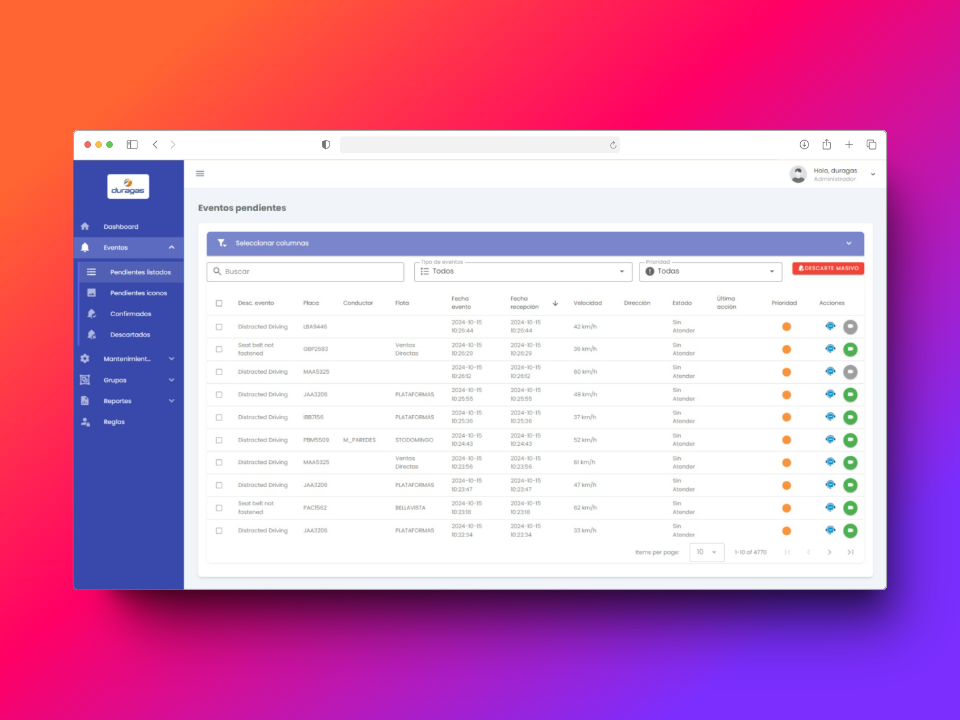 duragas
Hola, duragas
Administrador
Dashboard
Eventos
Pendientes listados
Pendientes iconos
Confirmados
Descartados
Mantenimient...
Grupos
Reportes
Reglas
Eventos pendientes
Seleccionar columnas
Buscar
Tipo de eventos
Todos
Prioridad
Todas
DESCARTE MASIVO
Desc. evento Placa Conductor Flota Fecha evento Fecha recepción Velocidad Dirección Estado Última acción Prioridad Acciones
Distracted Driving LBA9446 2024-10-15 10:26:44 2024-10-15 10:26:44 42 km/h Sin Atender
Seat belt not fastened GBP2593 Ventas Directas 2024-10-15 10:26:29 2024-10-15 10:26:29 36 km/h Sin Atender
Distracted Driving MAA5325 2024-10-15 10:26:12 2024-10-15 10:26:12 60 km/h Sin Atender
Distracted Driving JAA3206 PLATAFORMAS 2024-10-15 10:25:55 2024-10-15 10:25:55 49 km/h Sin Atender
Distracted Driving IBB7156 PLATAFORMAS 2024-10-15 10:25:36 2024-10-15 10:25:36 37 km/h Sin Atender
Distracted Driving PBM5509 M_PAREDES STODOMINGO 2024-10-15 10:24:43 2024-10-15 10:24:43 52 km/h Sin Atender
Distracted Driving MAA5325 Ventas Directas 2024-10-15 10:23:56 2024-10-15 10:23:56 61 km/h Sin Atender
Distracted Driving JAA3206 PLATAFORMAS 2024-10-15 10:23:47 2024-10-15 10:23:47 47 km/h Sin Atender
Seat belt not fastened PAC1562 BELLAVISTA 2024-10-15 10:23:18 2024-10-15 10:23:18 62 km/h Sin Atender
Distracted Driving JAA3206 PLATAFORMAS 2024-10-15 10:22:34 2024-10-15 10:22:34 33 km/h Sin Atender
Items per page: 10 1-10 of 4770